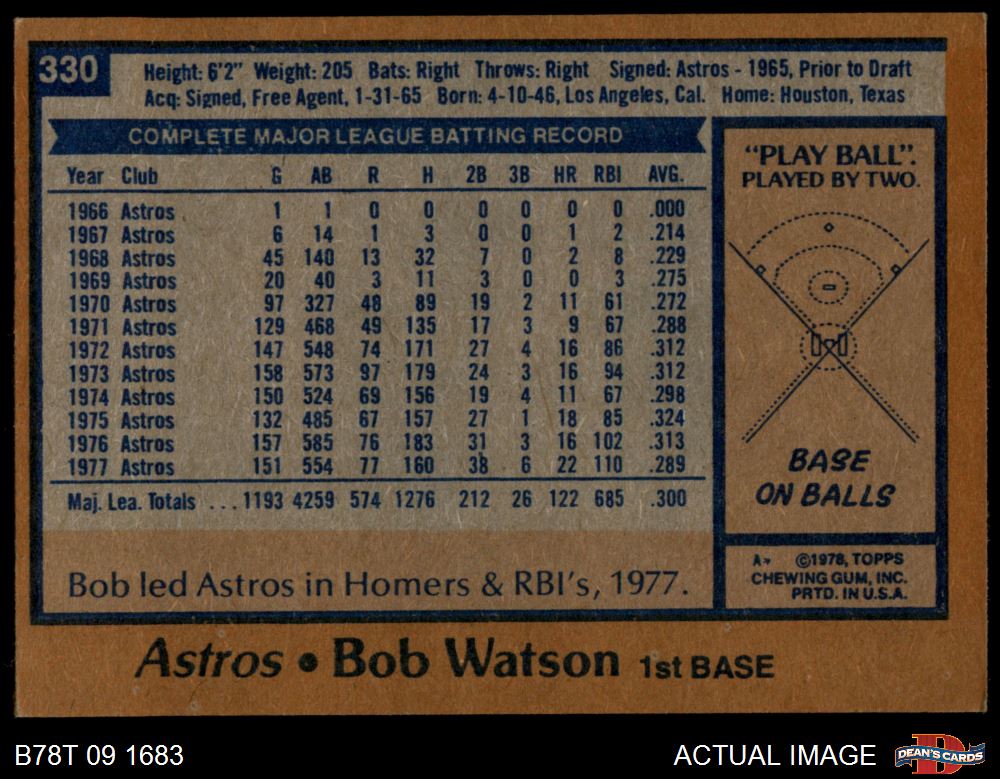 330
Height: 6'2" Weight: 205 Bats: Right Throws: Right Signed: Astros - 1965, Prior to Draft
Acq: Signed, Free Agent, 1-31-65 Born: 4-10-46, Los Angeles, Cal. Home: Houston, Texas
COMPLETE MAJOR LEAGUE BATTING RECORD
Year Club G AB R H 2B 3B HR RBI AVG.
1966 Astros 1 1 0 0 0 0 0 0 .000
1967 Astros 6 14 1 3 0 0 1 2 .214
1968 Astros 45 140 13 32 7 0 2 8 .229
1969 Astros 20 40 3 11 3 0 0 3 .275
1970 Astros 97 327 48 89 19 2 11 61 .272
1971 Astros 129 468 49 135 17 3 9 67 .288
1972 Astros 147 548 74 171 27 4 16 86 .312
1973 Astros 158 573 97 179 24 3 16 94 .312
1974 Astros 150 524 69 156 19 4 11 67 .298
1975 Astros 132 485 67 157 27 1 18 85 .324
1976 Astros 157 585 76 183 31 3 16 102 .313
1977 Astros 151 554 77 160 38 6 22 110 .289
Maj. Lea. Totals ... 1193 4259 574 1276 212 26 122 685 .300
Bob led Astros in Homers & RBI's, 1977.
"PLAY BALL".
PLAYED BY TWO.
BASE
ON BALLS
A* ©1978, TOPPS
CHEWING GUM, INC.
PRTD. IN U.S.A.
Astros • Bob Watson 1st BASE
B78T 09 1683
ACTUAL IMAGE
DEAN'S CARDS